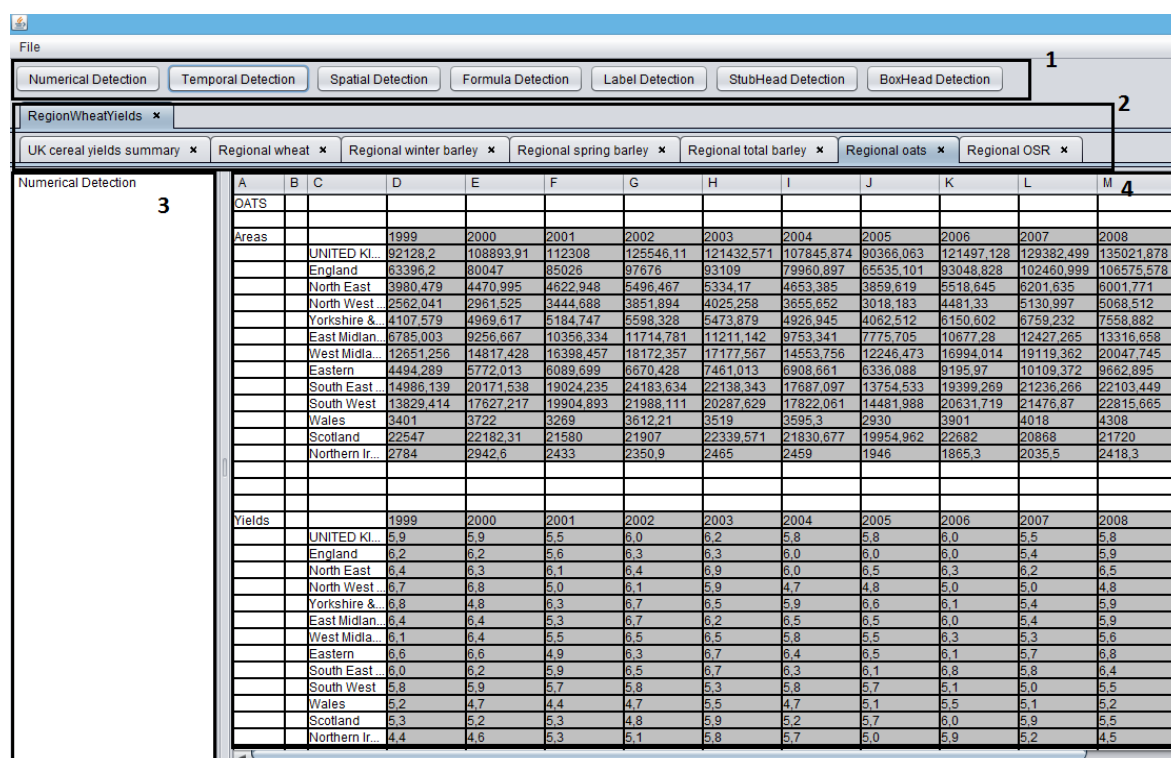 File
Numerical Detection Temporal Detection Spatial Detection Formula Detection Label Detection StubHead Detection BoxHead Detection 1
RegionWheatYields × 2
UK cereal yields summary × Regional wheat × Regional winter barley × Regional spring barley × Regional total barley × Regional oats × Regional OSR ×
Numerical Detection
3
A B C D E F G H I J K L M 4
OATS
Areas 1999 2000 2001 2002 2003 2004 2005 2006 2007 2008
UNITED KI... 92128,2 108893,91 112308 125546,11 121432,571 107845,874 90366,063 121497,128 129382,499 135021,878
England 63396,2 80047 85026 97676 93109 79960,897 65535,101 93048,828 102460,999 106575,578
North East 3980,479 4470,995 4622,948 5496,467 5334,17 4653,385 3859,619 5518,645 6201,635 6001,771
North West ... 2562,041 2961,525 3444,688 3851,894 4025,258 3655,652 3018,183 4481,33 5130,997 5068,512
Yorkshire &... 4107,579 4969,617 5184,747 5598,328 5473,879 4926,945 4062,512 6150,602 6759,232 7558,882
East Midlan... 6785,003 9256,667 10356,334 11714,781 11211,142 9753,341 7775,705 10677,28 12427,265 13316,658
West Midla... 12651,256 14817,428 16398,457 18172,357 17177,567 14553,756 12246,473 16994,014 19119,362 20047,745
Eastern 4494,289 5772,013 6089,699 6670,428 7461,013 6908,661 6336,088 9195,97 10109,372 9662,895
South East ... 14986,139 20171,538 19024,235 24183,634 22138,343 17687,097 13754,533 19399,269 21236,266 22103,449
South West 13829,414 17627,217 19904,893 21988,111 20287,629 17822,061 14481,988 20631,719 21476,87 22815,665
Wales 3401 3722 3269 3612,21 3519 3595,3 2930 3901 4018 4308
Scotland 22547 22182,31 21580 21907 22339,571 21830,677 19954,962 22682 20868 21720
Northern Ir... 2784 2942,6 2433 2350,9 2465 2459 1946 1865,3 2035,5 2418,3
Yields 1999 2000 2001 2002 2003 2004 2005 2006 2007 2008
UNITED KI... 5,9 5,9 5,5 6,0 6,2 5,8 5,8 6,0 5,5 5,8
England 6,2 6,2 5,6 6,3 6,3 6,0 6,0 6,0 5,4 5,9
North East 6,4 6,3 6,1 6,4 6,9 6,0 6,5 6,3 6,2 6,5
North West ... 6,7 6,8 5,0 6,1 5,9 4,7 4,8 5,0 5,0 4,8
Yorkshire &... 6,8 4,8 6,3 6,7 6,5 5,9 6,6 6,1 5,4 5,9
East Midlan... 6,4 6,4 5,3 6,7 6,2 6,5 6,5 6,0 5,4 5,9
West Midla... 6,1 6,4 5,5 6,5 6,5 5,8 5,5 6,3 5,3 5,6
Eastern 6,6 6,6 4,9 6,3 6,7 6,4 6,5 6,1 5,7 6,8
South East ... 6,0 6,2 5,9 6,5 6,7 6,3 6,1 6,8 5,8 6,4
South West 5,8 5,9 5,7 5,8 5,3 5,8 5,7 5,1 5,0 5,5
Wales 5,2 4,7 4,4 4,7 5,5 4,7 5,1 5,5 5,1 5,2
Scotland 5,3 5,2 5,3 4,8 5,9 5,2 5,7 6,0 5,9 5,5
Northern Ir... 4,4 4,6 5,3 5,1 5,8 5,7 5,0 5,9 5,2 4,5